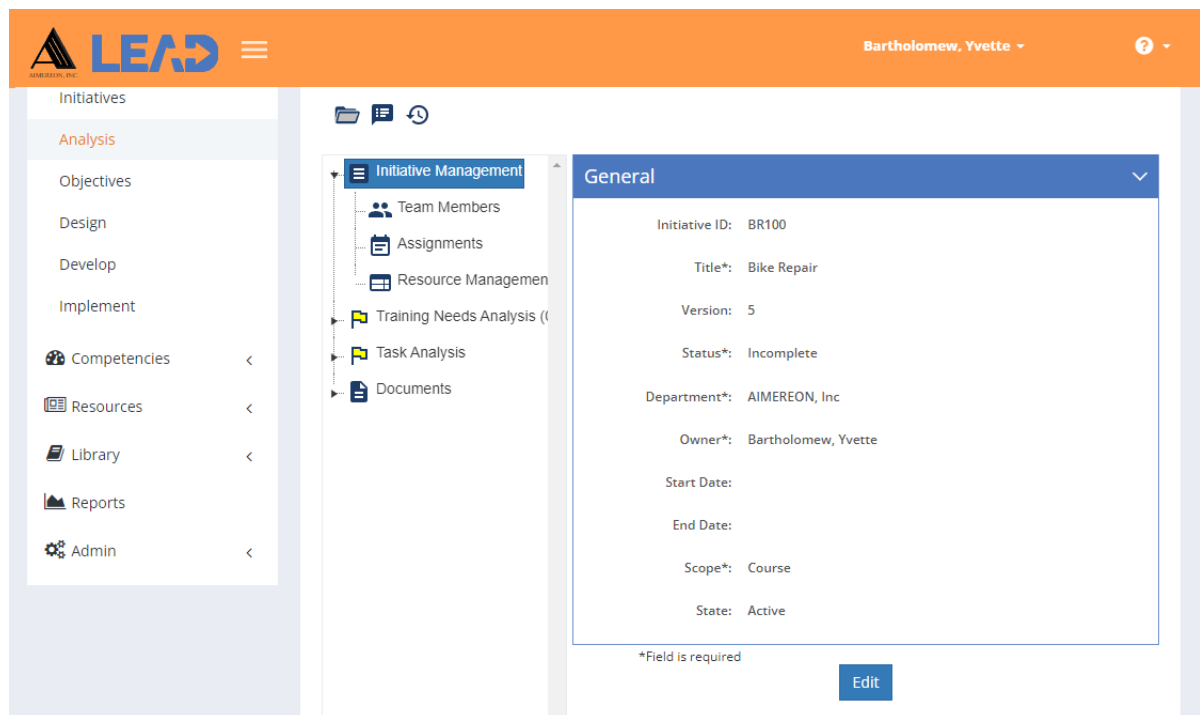 AIMEREON, INC.
LEAD
Bartholomew, Yvette
?
Initiatives
Analysis
Objectives
Design
Develop
Implement
Competencies
Resources
Library
Reports
Admin
Initiative Management
Team Members
Assignments
Resource Managemen
Training Needs Analysis (
Task Analysis
Documents
General
Initiative ID: BR100
Title*: Bike Repair
Version: 5
Status*: Incomplete
Department*: AIMEREON, Inc
Owner*: Bartholomew, Yvette
Start Date:
End Date:
Scope*: Course
State: Active
*Field is required
Edit